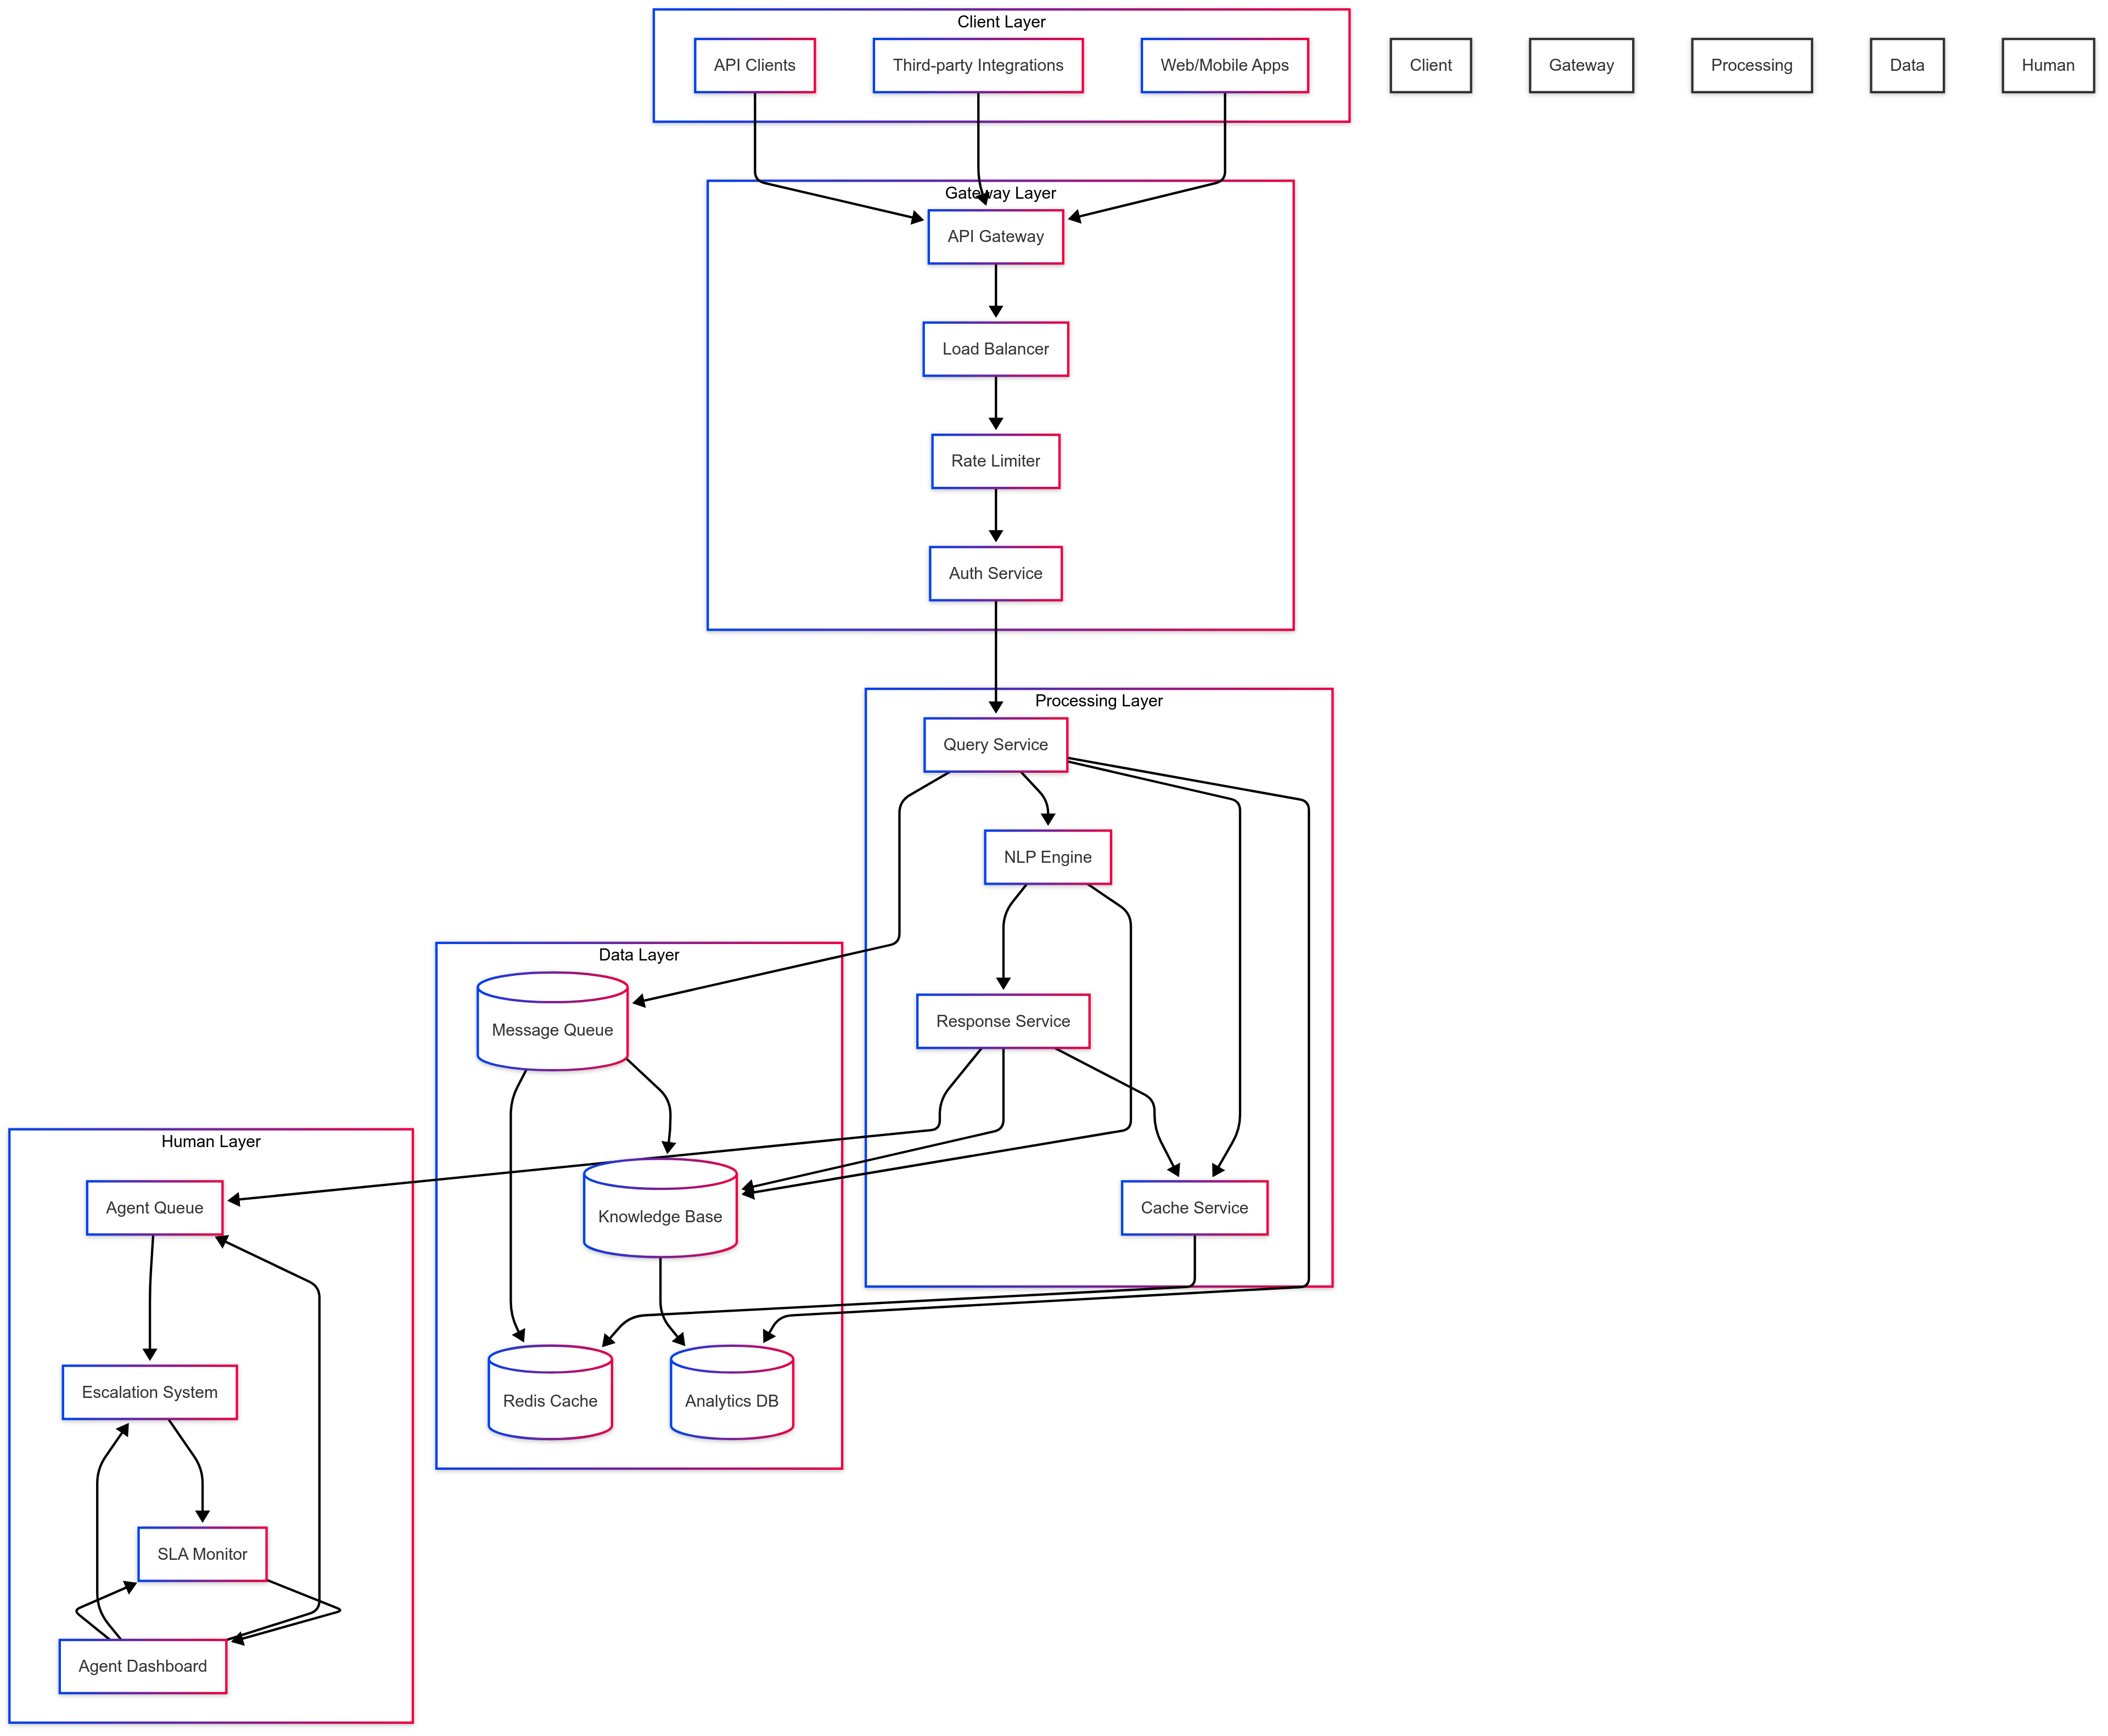 Client Layer
API Clients
Third-party Integrations
Web/Mobile Apps
Client
Gateway
Processing
Data
Human
Gateway Layer
API Gateway
Load Balancer
Rate Limiter
Auth Service
Processing Layer
Query Service
NLP Engine
Response Service
Cache Service
Data Layer
Message Queue
Knowledge Base
Redis Cache
Analytics DB
Human Layer
Agent Queue
Escalation System
SLA Monitor
Agent Dashboard